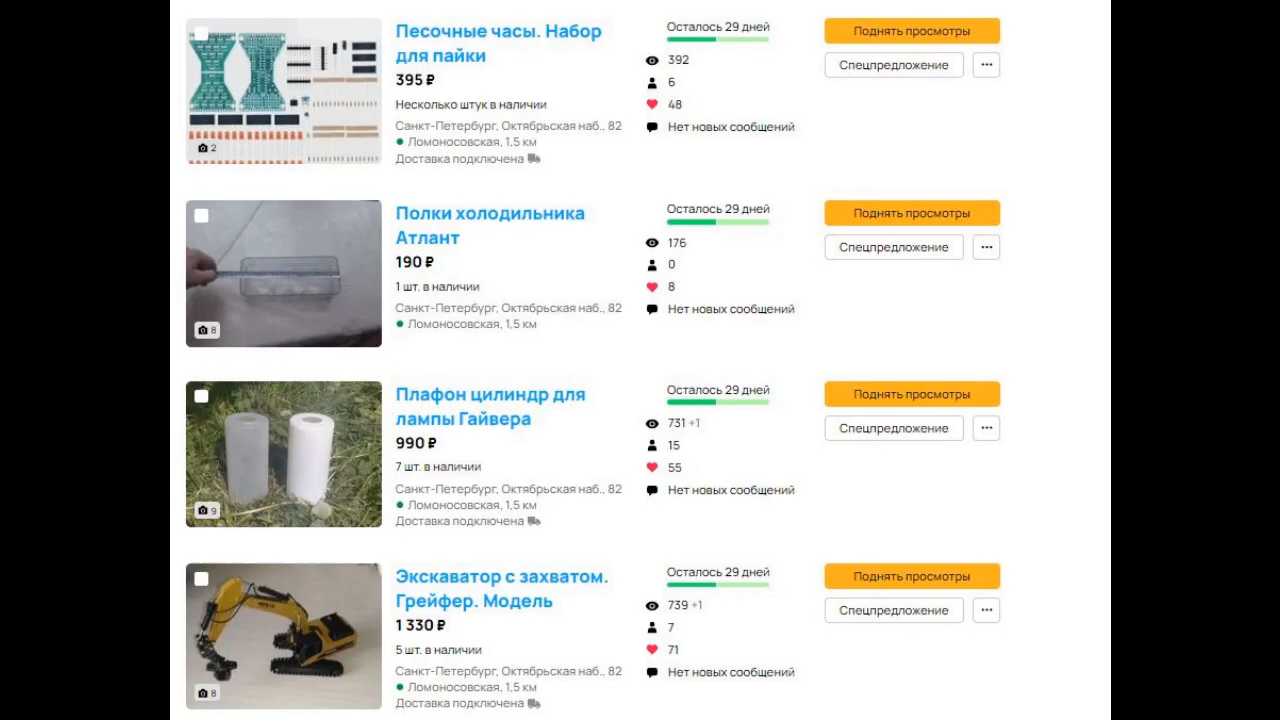 Песочные часы. Набор
для пайки
395 ₽
Несколько штук в наличии
Санкт-Петербург, Октябрьская наб., 82
Ломоносовская, 1,5 км
Доставка подключена
2
Осталось 29 дней
392
6
48
Нет новых сообщений
Поднять просмотры
Спецпредложение
Полки холодильника
Атлант
190 ₽
1 шт. в наличии
Санкт-Петербург, Октябрьская наб., 82
Ломоносовская, 1,5 км
8
Осталось 29 дней
176
0
8
Нет новых сообщений
Поднять просмотры
Спецпредложение
Плафон цилиндр для
лампы Гайвера
990 ₽
7 шт. в наличии
Санкт-Петербург, Октябрьская наб., 82
Ломоносовская, 1,5 км
Доставка подключена
9
Осталось 29 дней
731 +1
15
55
Нет новых сообщений
Поднять просмотры
Спецпредложение
Экскаватор с захватом.
Грейфер. Модель
1 330 ₽
5 шт. в наличии
Санкт-Петербург, Октябрьская наб., 82
Ломоносовская, 1,5 км
Доставка подключена
8
Осталось 29 дней
739 +1
7
71
Нет новых сообщений
Поднять просмотры
Спецпредложение